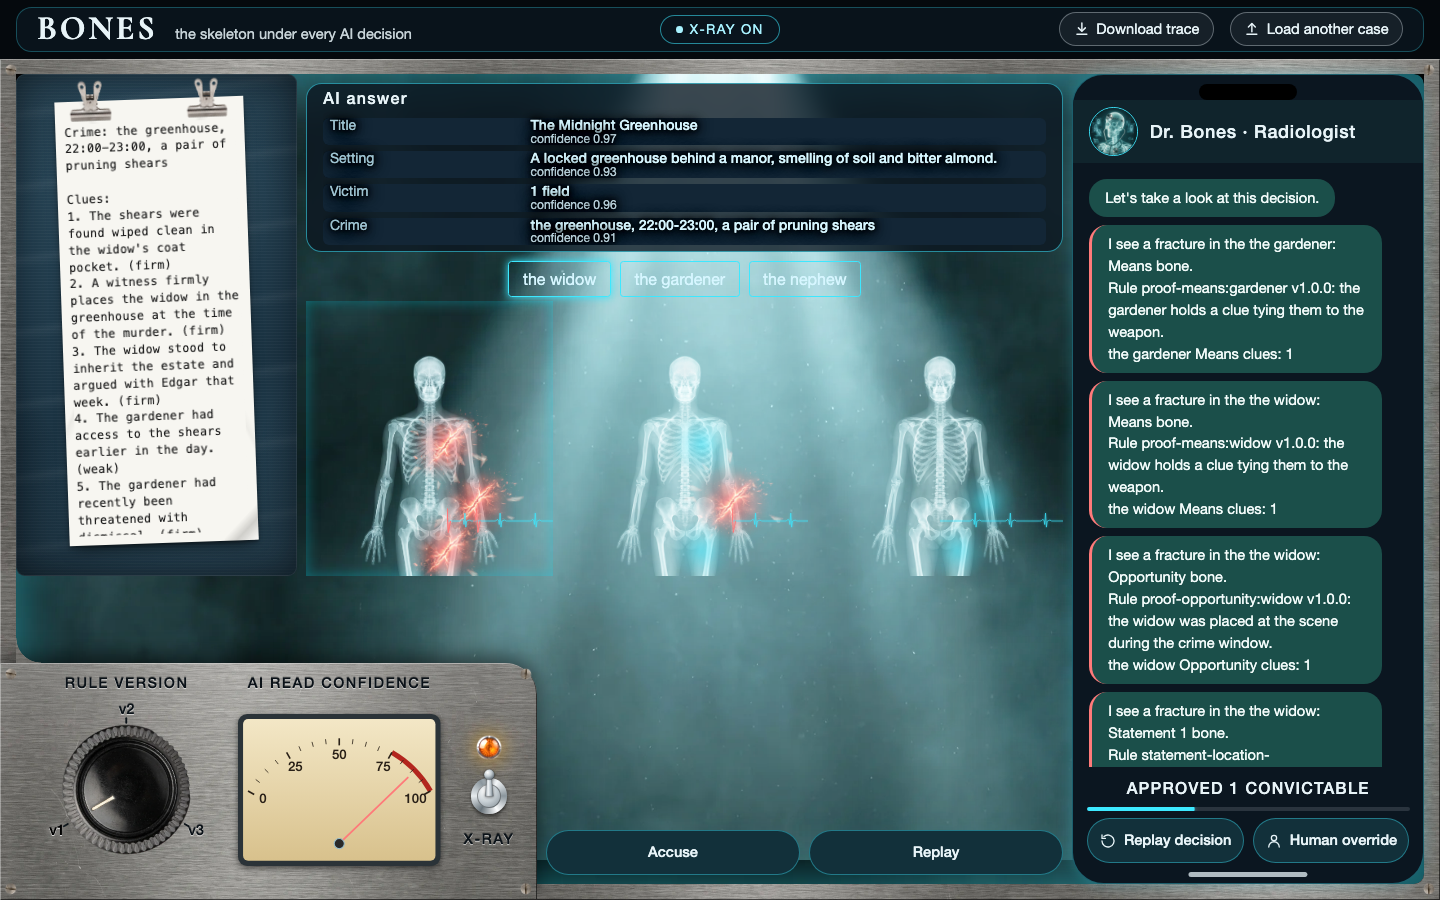 BONES
the skeleton under every AI decision
X-RAY ON
Download trace
Load another case
Crime: the greenhouse,
22:00-23:00, a pair of
pruning shears
Clues:
1. The shears were
found wiped clean in
the widow's coat
pocket. (firm)
2. A witness firmly
places the widow in the
greenhouse at the time
of the murder. (firm)
3. The widow stood to
inherit the estate and
argued with Edgar that
week. (firm)
4. The gardener had
access to the shears
earlier in the day.
(weak)
5. The gardener had
recently been
threatened with
dismissal. (firm)
AI answer
Title
The Midnight Greenhouse
confidence 0.97
Setting
A locked greenhouse behind a manor, smelling of soil and bitter almond.
confidence 0.93
Victim
1 field
confidence 0.96
Crime
the greenhouse, 22:00-23:00, a pair of pruning shears
confidence 0.91
the widow
the gardener
the nephew
Dr. Bones · Radiologist
Let's take a look at this decision.
I see a fracture in the the gardener:
Means bone.
Rule proof-means:gardener v1.0.0: the
gardener holds a clue tying them to the
weapon.
the gardener Means clues: 1
I see a fracture in the the widow:
Means bone.
Rule proof-means:widow v1.0.0: the
widow holds a clue tying them to the
weapon.
the widow Means clues: 1
I see a fracture in the the widow:
Opportunity bone.
Rule proof-opportunity:widow v1.0.0:
the widow was placed at the scene
during the crime window.
the widow Opportunity clues: 1
I see a fracture in the the widow:
Statement 1 bone.
Rule statement-location-
APPROVED 1 CONVICTABLE
Replay decision
Human override
RULE VERSION
v2
v1
v3
AI READ CONFIDENCE
0
25
50
75
100
X-RAY
Accuse
Replay